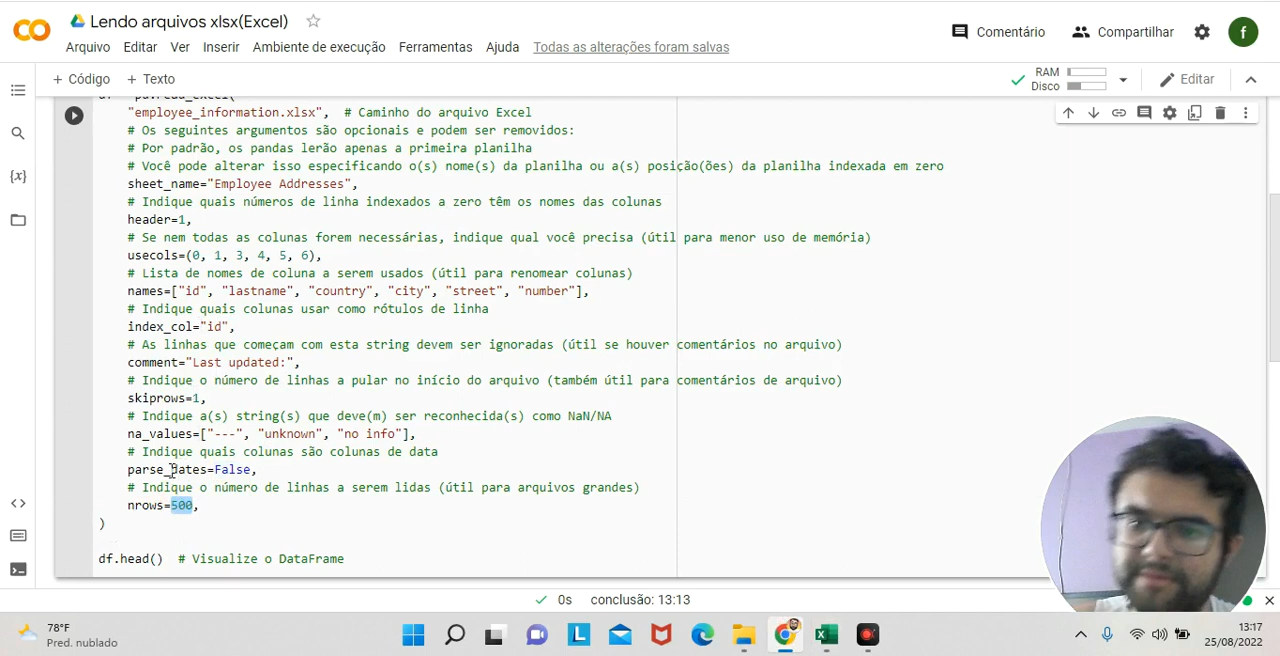 Lendo arquivos xlsx(Excel)
Arquivo Editar Ver Inserir Ambiente de execução Ferramentas Ajuda Todas as alterações foram salvas
Comentário Compartilhar f
+ Código + Texto
RAM
Disco
Editar
"employee_information.xlsx", # Caminho do arquivo Excel
# Os seguintes argumentos são opcionais e podem ser removidos:
# Por padrão, os pandas lerão apenas a primeira planilha
# Você pode alterar isso especificando o(s) nome(s) da planilha ou a(s) posição(ões) da planilha indexada em zero
sheet_name="Employee Addresses",
# Indique quais números de linha indexados a zero têm os nomes das colunas
header=1,
# Se nem todas as colunas forem necessárias, indique qual você precisa (útil para menor uso de memória)
usecols=(0, 1, 3, 4, 5, 6),
# Lista de nomes de coluna a serem usados (útil para renomear colunas)
names=["id", "lastname", "country", "city", "street", "number"],
# Indique quais colunas usar como rótulos de linha
index_col="id",
# As linhas que começam com esta string devem ser ignoradas (útil se houver comentários no arquivo)
comment="Last updated:",
# Indique o número de linhas a pular no início do arquivo (também útil para comentários de arquivo)
skiprows=1,
# Indique a(s) string(s) que deve(m) ser reconhecida(s) como NaN/NA
na_values=["---", "unknown", "no info"],
# Indique quais colunas são colunas de data
parse_dates=False,
# Indique o número de linhas a serem lidas (útil para arquivos grandes)
nrows=500,
)
df.head() # Visualize o DataFrame
0s conclusão: 13:13
78°F
Pred. nublado
13:17
25/08/2022